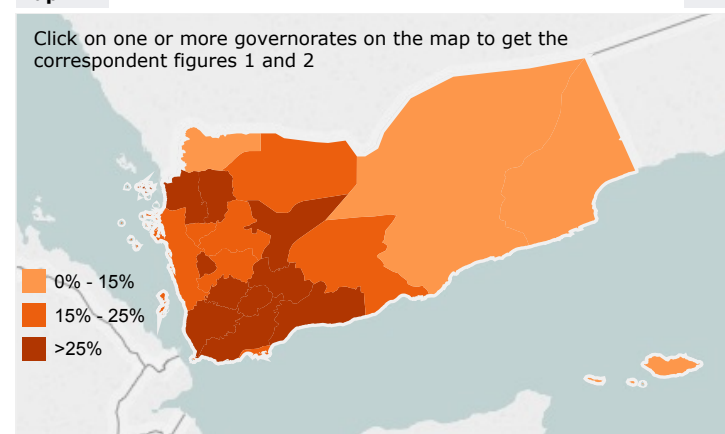 Click on one or more governorates on the map to get the
correspondent figures 1 and 2
0% - 15%
15% - 25%
>25%